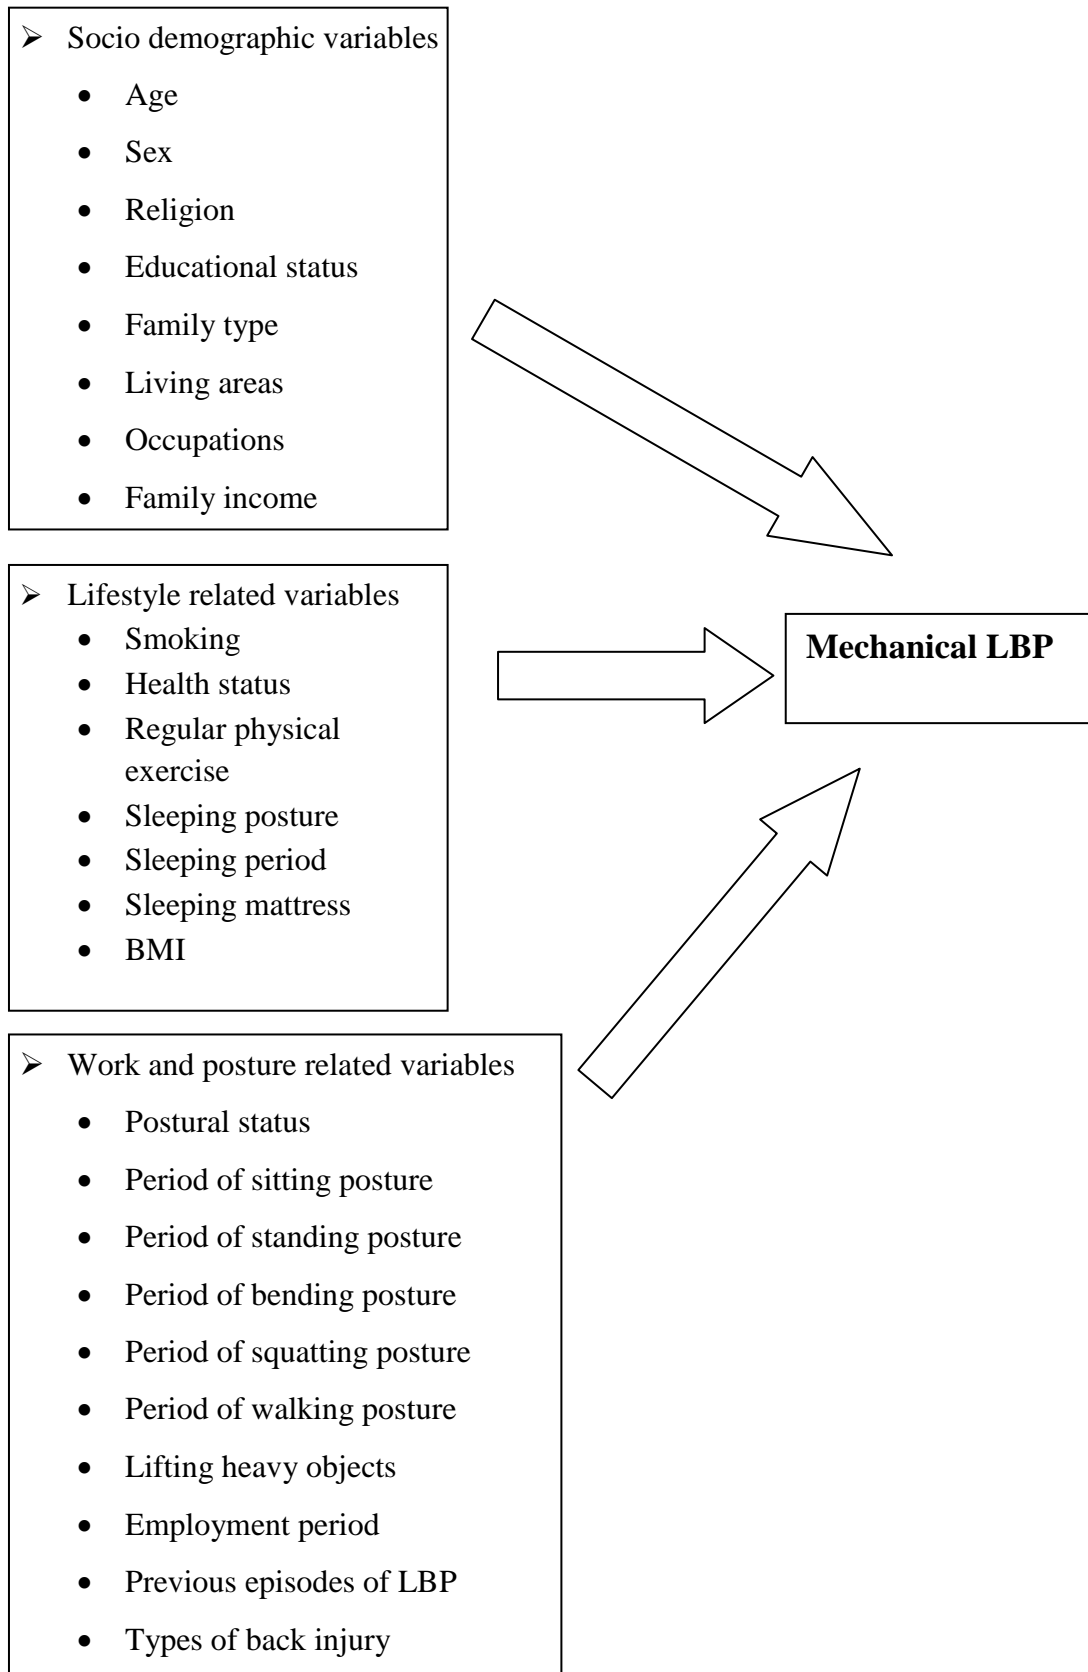 ➢ Socio demographic variables
• Age
• Sex
• Religion
• Educational status
• Family type
• Living areas
• Occupations
• Family income
➢ Lifestyle related variables
• Smoking
• Health status
• Regular physical
exercise
• Sleeping posture
• Sleeping period
• Sleeping mattress
• BMI
Mechanical LBP
➢ Work and posture related variables
• Postural status
• Period of sitting posture
• Period of standing posture
• Period of bending posture
• Period of squatting posture
• Period of walking posture
• Lifting heavy objects
• Employment period
• Previous episodes of LBP
• Types of back injury